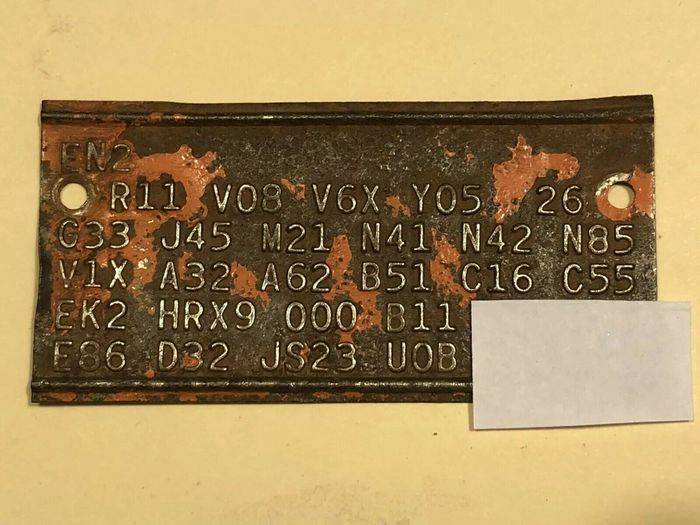 EN2
R11 V08 V6X Y05 26
G33 J45 M21 N41 N42 N85
V1X A32 A62 B51 C16 C55
EK2 HRX9 000 B11
E86 D32 JS23 U0B